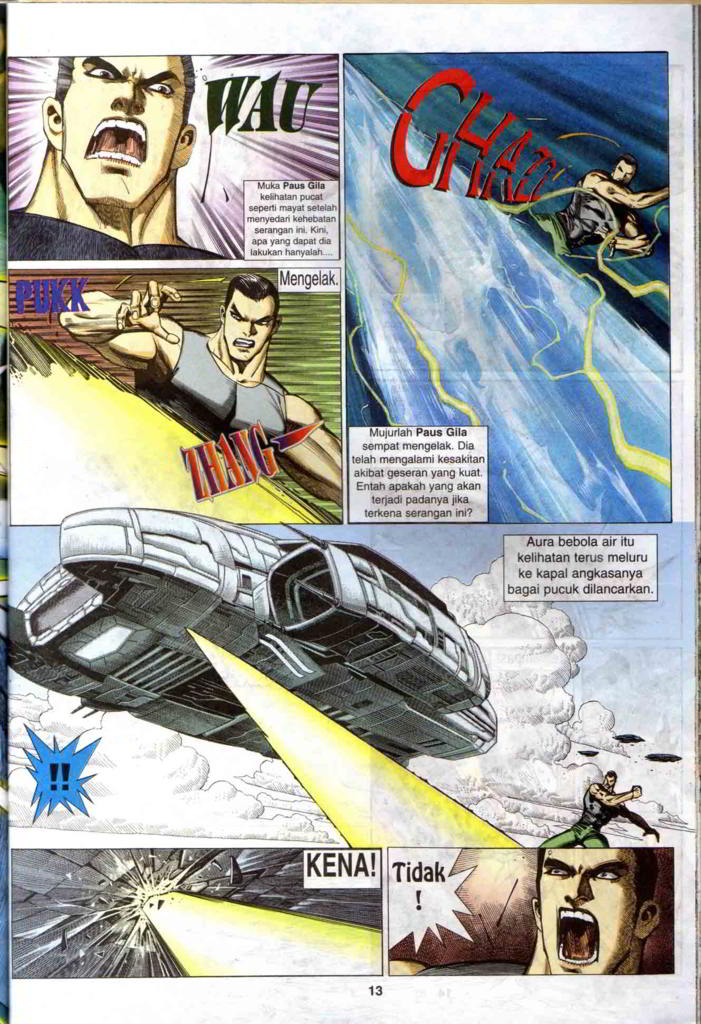 WAU
Muka Paus Gila
kelihatan pucat
seperti mayat setelah
menyedari kehebatan
serangan ini. Kini,
apa yang dapat dia
lakukan hanyalah....
GHAZZ
Mujurlah Paus Gila
sempat mengelak. Dia
telah mengalami kesakitan
akibat geseran yang kuat.
Entah apakah yang akan
terjadi padanya jika
terkena serangan ini?
PUKK
Mengelak.
ZHANG
Aura bebola air itu
kelihatan terus meluru
ke kapal angkasanya
bagai pucuk dilancarkan.
!!
KENA!
Tidak
!
13